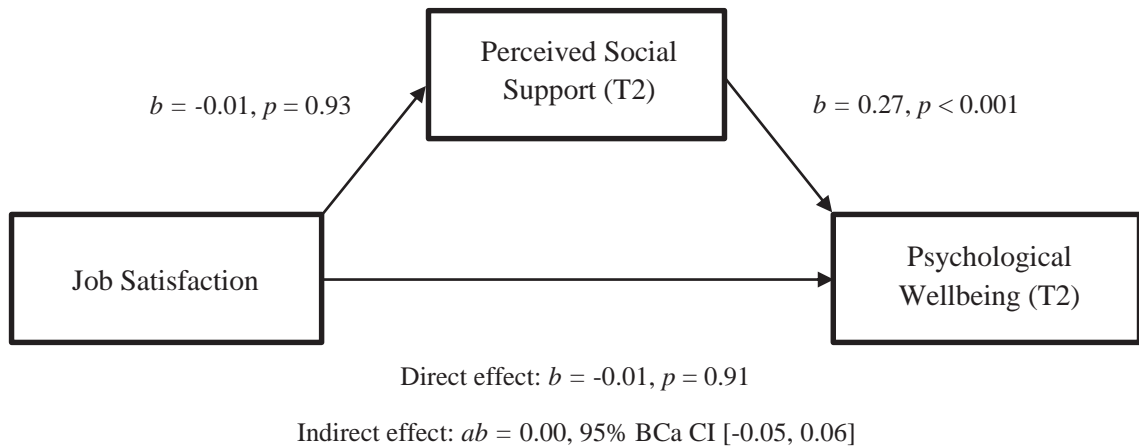 Perceived Social
Support (T2)
b = -0.01, p = 0.93
b = 0.27, p < 0.001
Job Satisfaction
Psychological
Wellbeing (T2)
Direct effect: b = -0.01, p = 0.91
Indirect effect: ab = 0.00, 95% BCa CI [-0.05, 0.06]